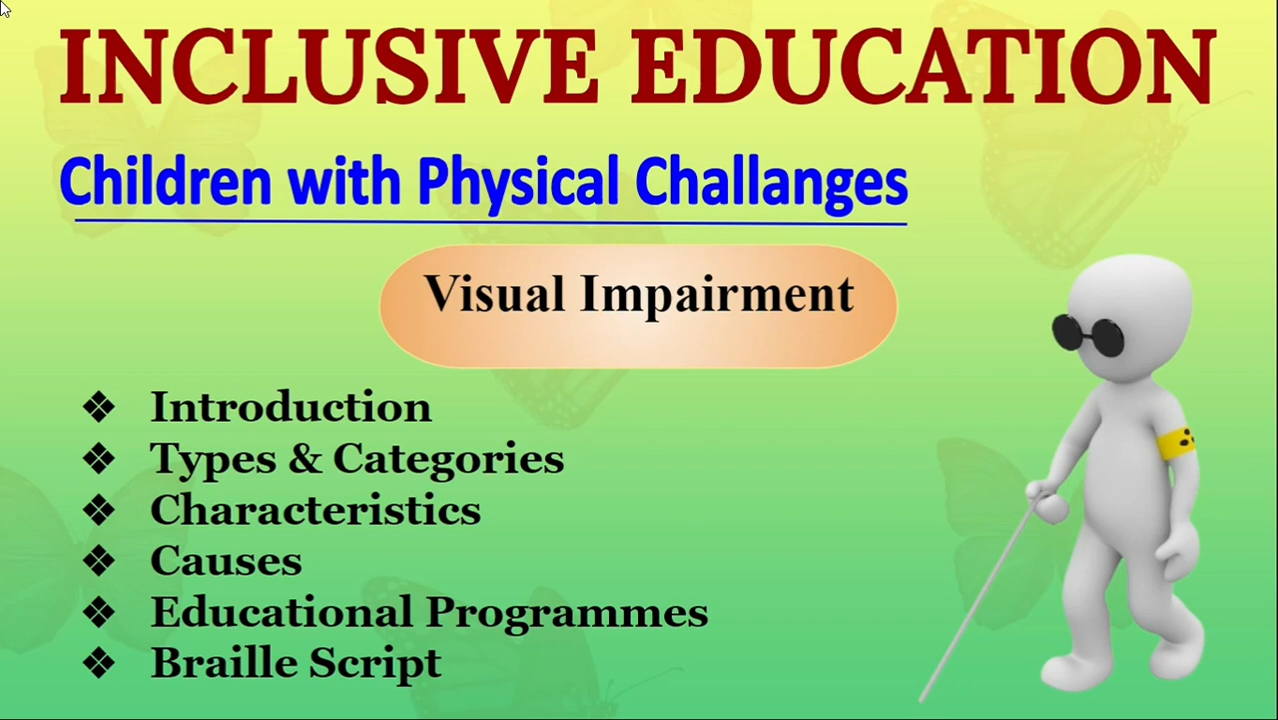 INCLUSIVE EDUCATION
Children with Physical Challanges
Visual Impairment
❖ Introduction
❖ Types & Categories
❖ Characteristics
❖ Causes
❖ Educational Programmes
❖ Braille Script